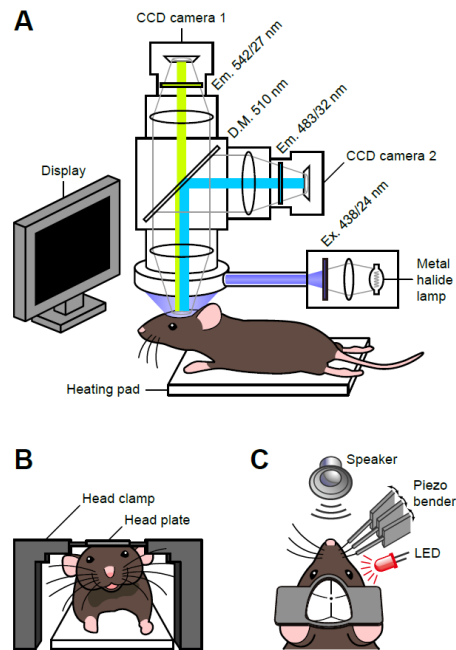 A
CCD camera 1
Em. 542/27 nm
D.M. 510 nm
Em. 483/32 nm
CCD camera 2
Display
Ex. 438/24 nm
Metal
halide
lamp
Heating pad
B
Head clamp
Head plate
C
Speaker
Piezo
bender
LED